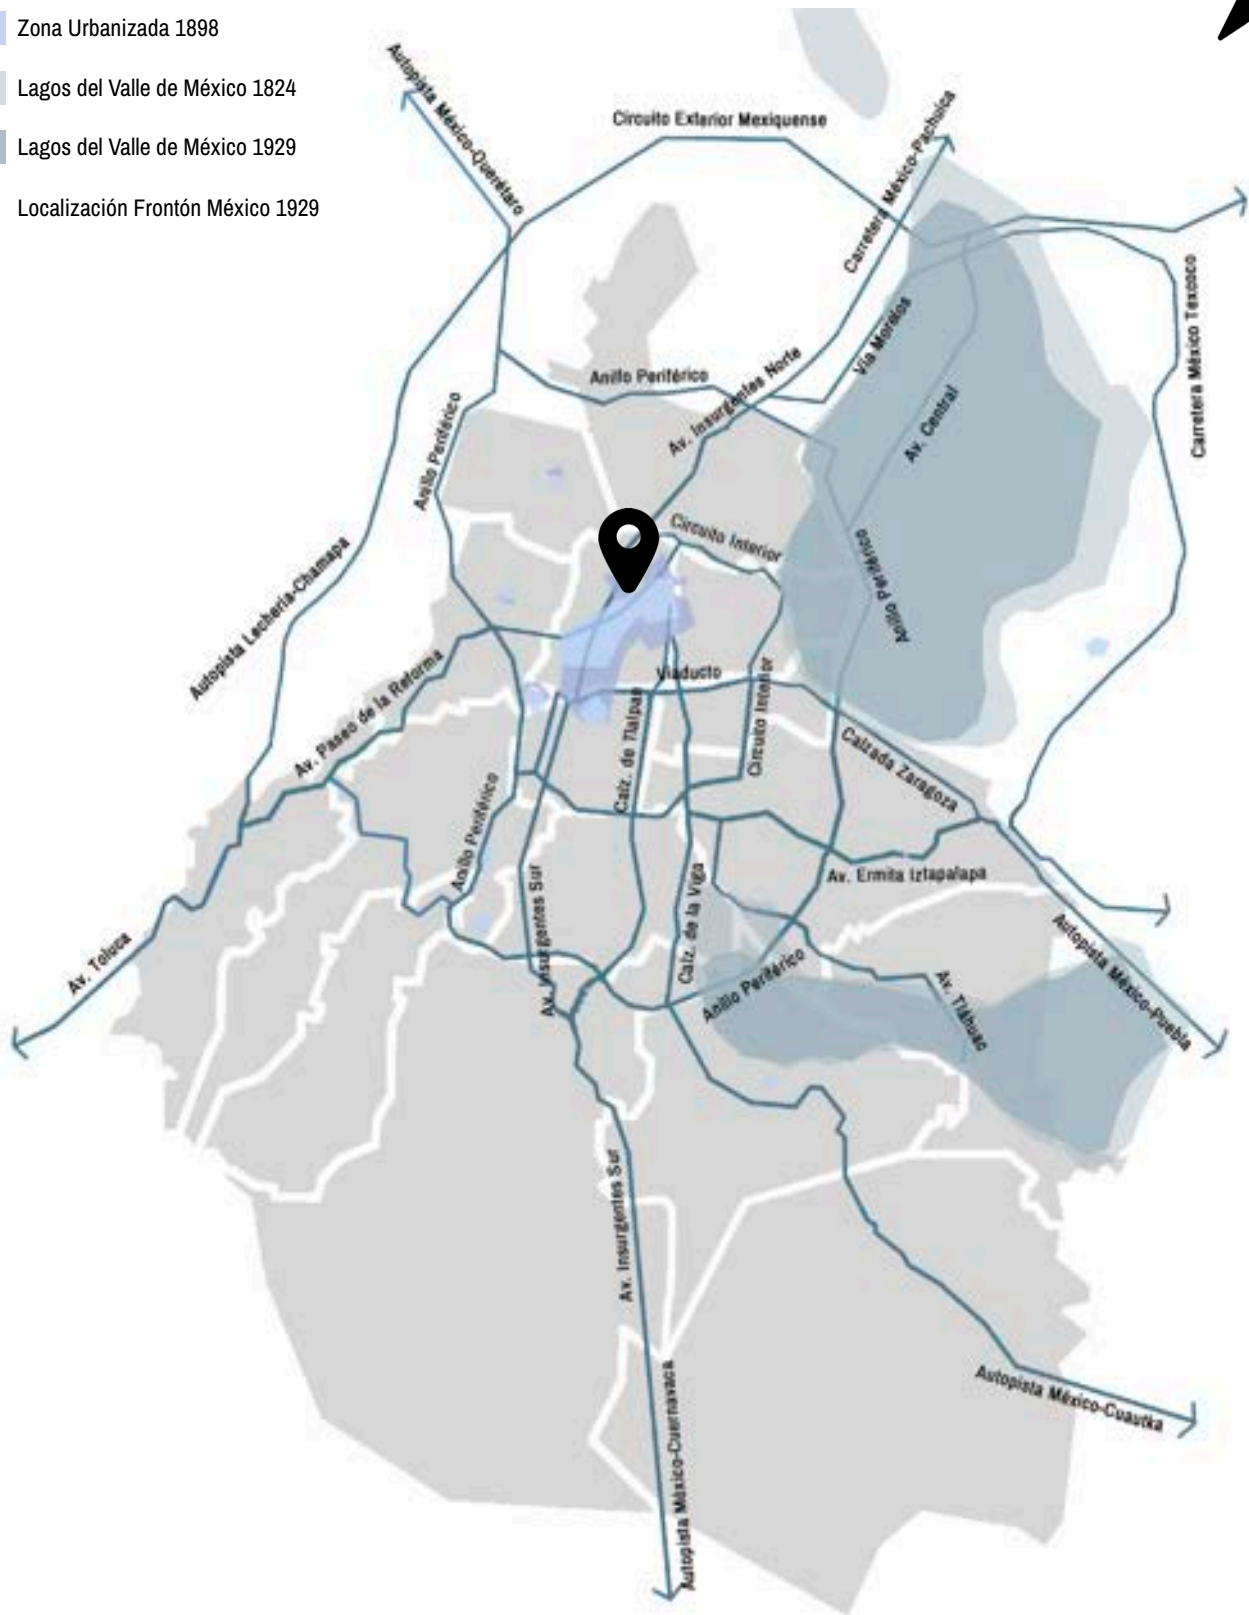 Zona Urbanizada 1898
Lagos del Valle de México 1824
Lagos del Valle de México 1929
Localización Frontón México 1929
Autopista México-Querétaro
Circuito Exterior Mexiquense
Carretera México-Pachuca
Carretera México Texcoco
Anillo Periférico
Av. Insurgentes Norte
Vía Morelos
Av. Central
Anillo Periférico
Circuito Interior
Anillo Periférico
Autopista Lechería-Chamapa
Av. Paseo de la Reforma
Viaducto
Calz. de Tlalpan
Circuito Interior
Calzada Zaragoza
Anillo Periférico
Av. Ermita Iztapalapa
Av. Insurgentes Sur
Calz. de la Viga
Av. Toluca
Anillo Periférico
Av. Tláhuac
Autopista México-Puebla
Av. Insurgentes Sur
Autopista México-Cuernavaca
Autopista México-Cuautka